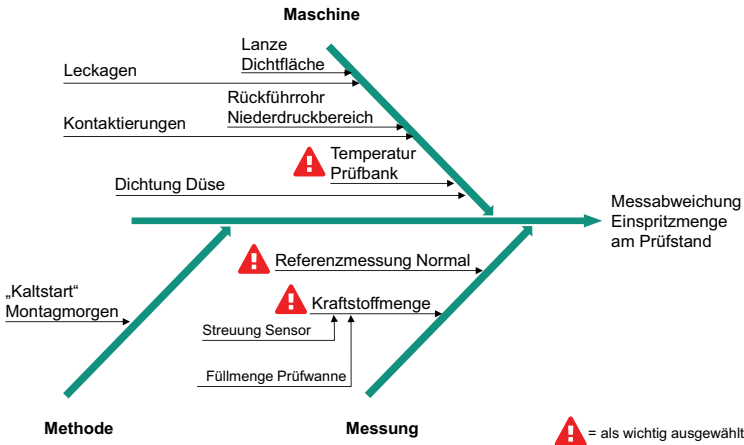 Maschine
Lanze
Dichtfläche
Leckagen
Rückführrohr
Niederdruckbereich
Kontaktierungen
Temperatur
Prüfbank
Dichtung Düse
Messabweichung
Einspritzmenge
am Prüfstand
Referenzmessung Normal
„Kaltstart“
Montagmorgen
Kraftstoffmenge
Streuung Sensor
Füllmenge Prüfwanne
Methode
Messung
= als wichtig ausgewählt